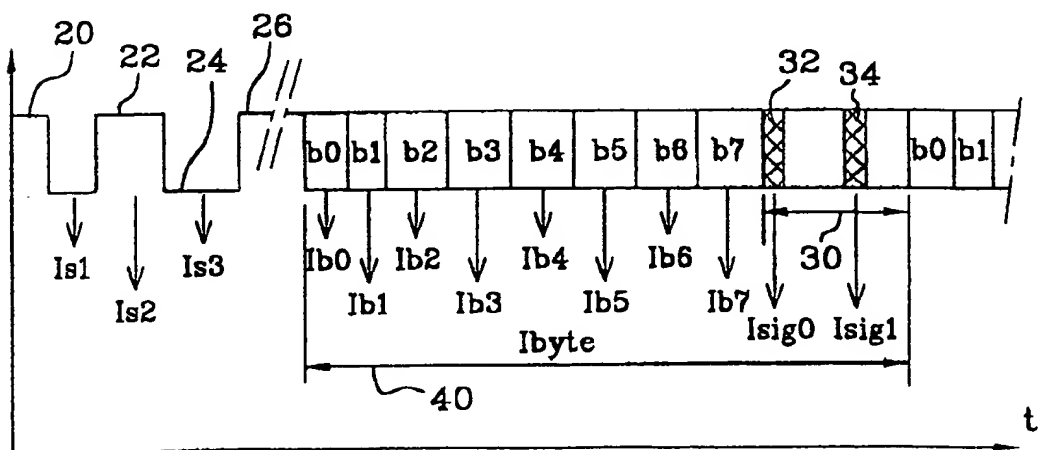 20 22 24 26 32 34
b0 b1 b2 b3 b4 b5 b6 b7 b0 b1
Is1 Is3 Ib0 Ib2 Ib4 Ib6 30
Is2 Ib1 Ib3 Ib5 Ib7 Isig0 Isig1
Ibyte
40
t